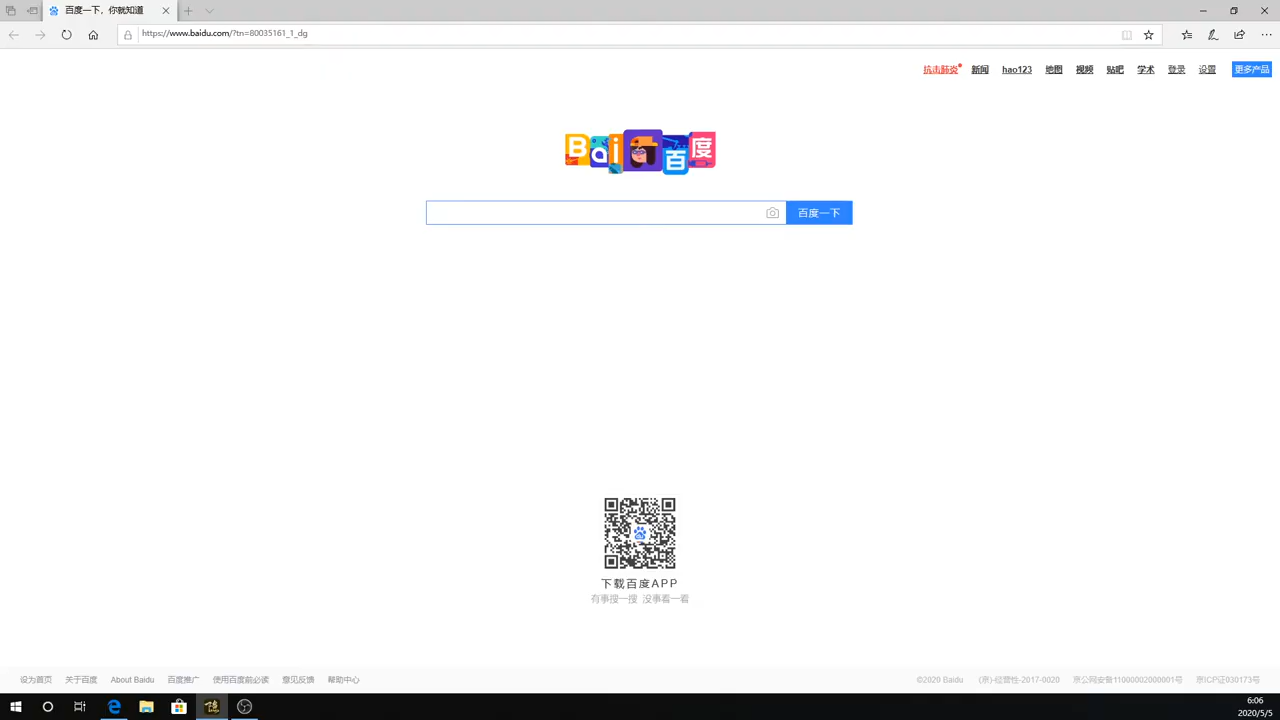 百度一下，你就知道
https://www.baidu.com/?tn=80035161_1_dg
抗击肺炎 新闻 hao123 地图 视频 贴吧 学术 登录 设置 更多产品
Bai 百度
百度一下
下载百度APP
有事搜一搜 没事看一看
设为首页 关于百度 About Baidu 百度推广 使用百度前必读 意见反馈 帮助中心 ©2020 Baidu (京)-经营性-2017-0020 京公网安备11000002000001号 京ICP证030173号
6:06
2020/5/5